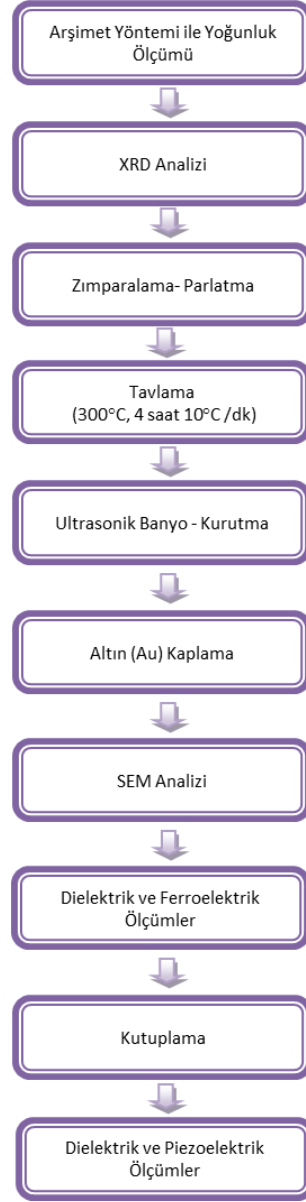 Arşimet Yöntemi ile Yoğunluk
Ölçümü
XRD Analizi
Zımparalama- Parlatma
Tavlama
(300°C, 4 saat 10°C /dk)
Ultrasonik Banyo - Kurutma
Altın (Au) Kaplama
SEM Analizi
Dielektrik ve Ferroelektrik
Ölçümler
Kutuplama
Dielektrik ve Piezoelektrik
Ölçümler